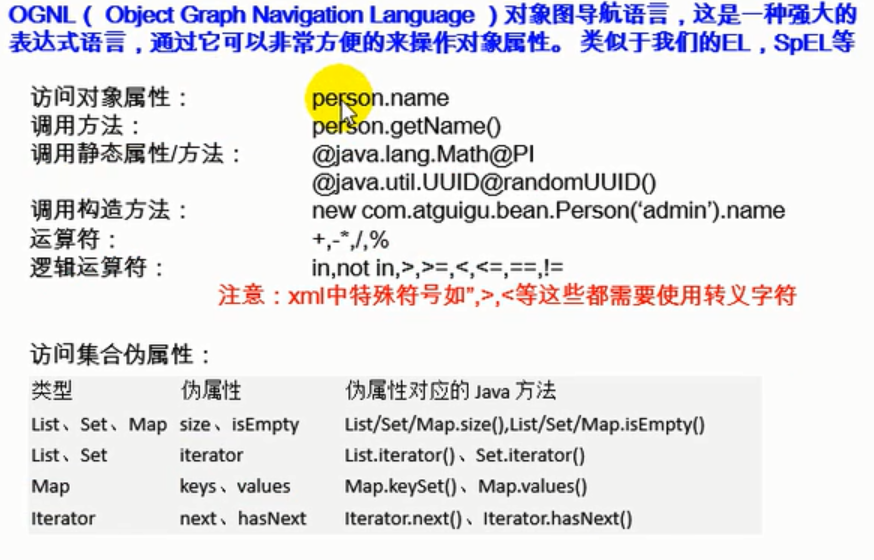 OGNL（ Object Graph Navigation Language ）对象图导航语言，这是一种强大的
表达式语言，通过它可以非常方便的来操作对象属性。 类似于我们的EL，SpEL等
访问对象属性： person.name
调用方法： person.getName()
调用静态属性/方法： @java.lang.Math@PI
@java.util.UUID@randomUUID()
调用构造方法： new com.atguigu.bean.Person(‘admin’).name
运算符： +,-*,/,%
逻辑运算符： in,not in,>,>=,<,<=,==,!=
注意：xml中特殊符号如”,>,<等这些都需要使用转义字符
访问集合伪属性：
类型 伪属性 伪属性对应的 Java 方法
List、Set、Map size、isEmpty List/Set/Map.size(),List/Set/Map.isEmpty()
List、Set iterator List.iterator()、Set.iterator()
Map keys、values Map.keySet()、Map.values()
Iterator next、hasNext Iterator.next()、Iterator.hasNext()